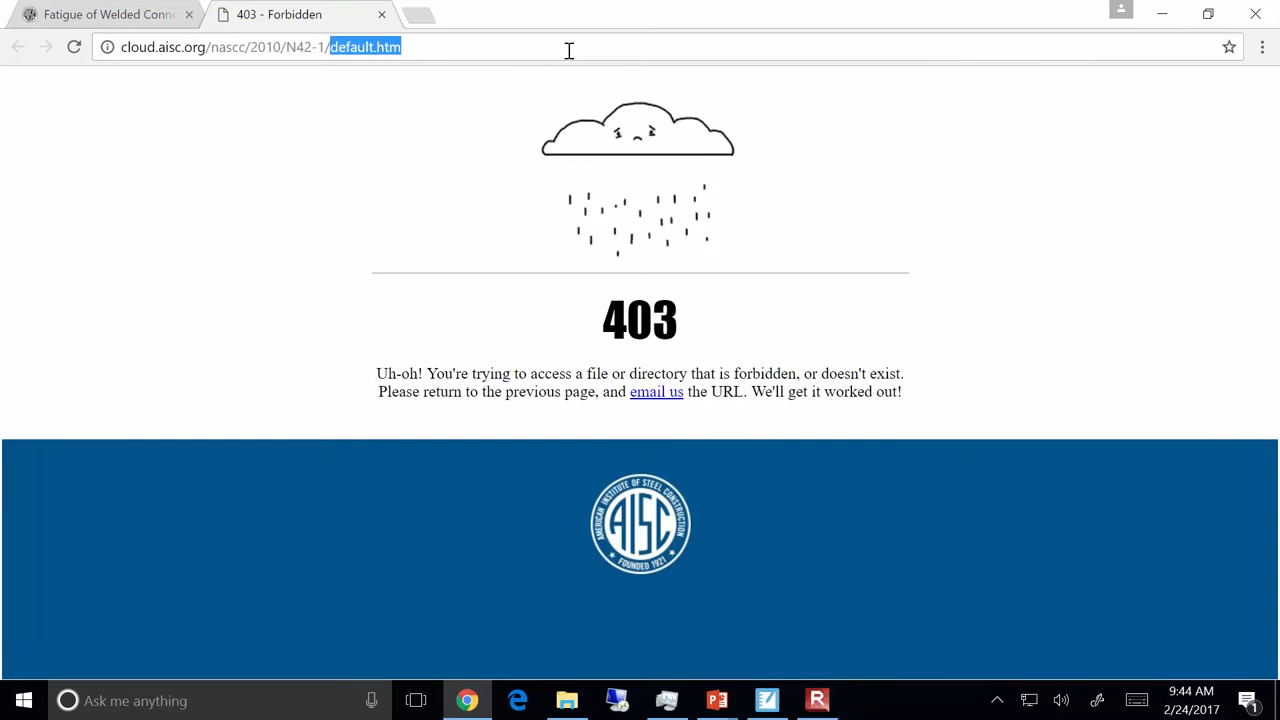 Fatigue of Welded Conne
403 - Forbidden
cloud.aisc.org/nascc/2010/N42-1/default.htm
403
Uh-oh! You're trying to access a file or directory that is forbidden, or doesn't exist.
Please return to the previous page, and email us the URL. We'll get it worked out!
AMERICAN INSTITUTE OF STEEL CONSTRUCTION
AISC
FOUNDED 1921
Ask me anything
9:44 AM
2/24/2017
1